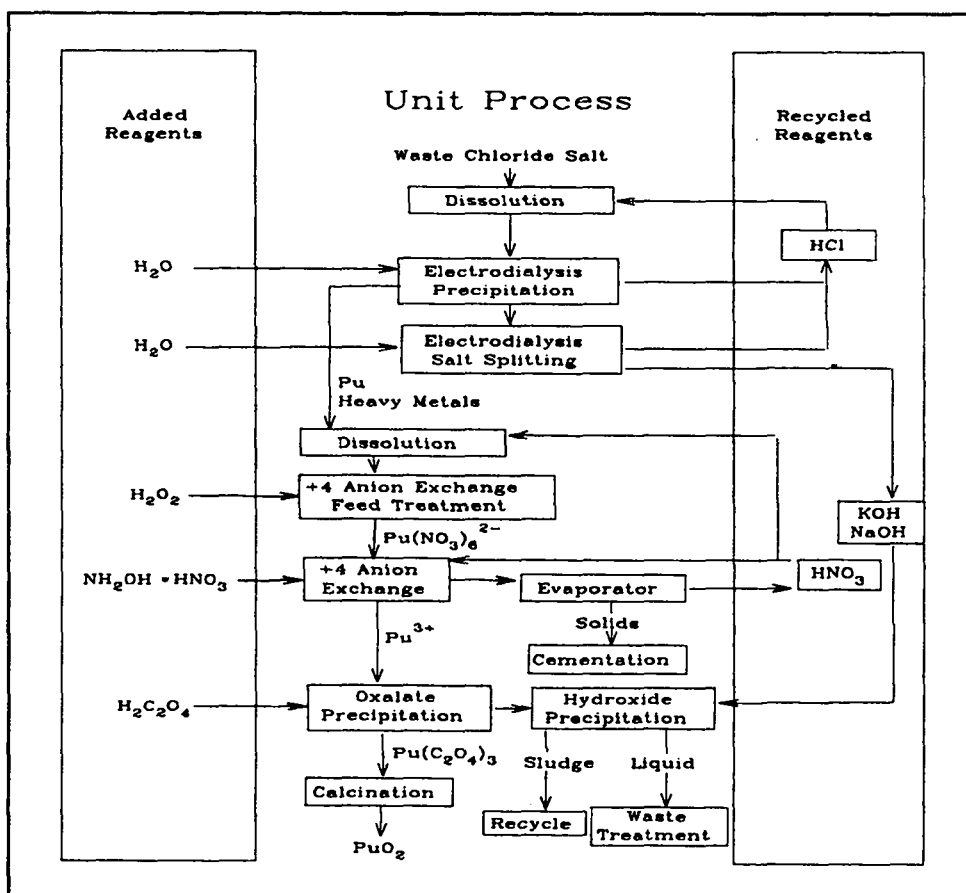 Unit Process
Added
Reagents
Recycled
Reagents
Waste Chloride Salt
Dissolution
HCl
H₂O
Electrodialysis
Precipitation
H₂O
Electrodialysis
Salt Splitting
Pu
Heavy Metals
Dissolution
H₂O₂
+4 Anion Exchange
Feed Treatment
KOH
NaOH
Pu(NO₃)₆²⁻
NH₂OH • HNO₃
+4 Anion
Exchange
Evaporator
HNO₃
Solids
Pu³⁺
Cementation
H₂C₂O₄
Oxalate
Precipitation
Hydroxide
Precipitation
Pu(C₂O₄)₃
Sludge
Liquid
Calcination
Recycle
Waste
Treatment
PuO₂